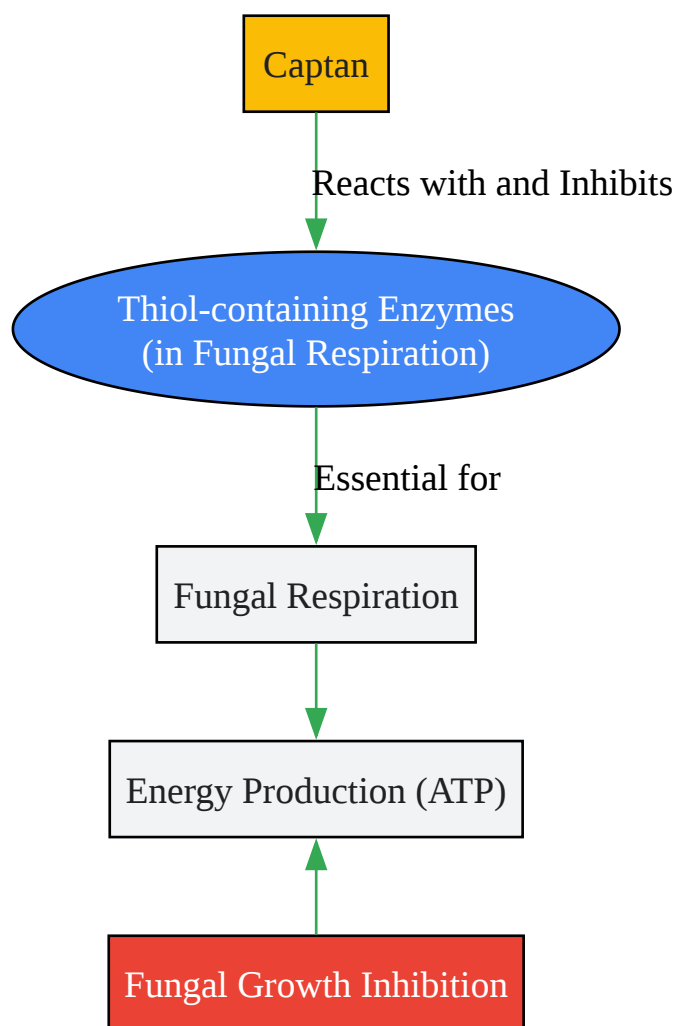 Captan
Reacts with and Inhibits
Thiol-containing Enzymes
(in Fungal Respiration)
Essential for
Fungal Respiration
Energy Production (ATP)
Fungal Growth Inhibition